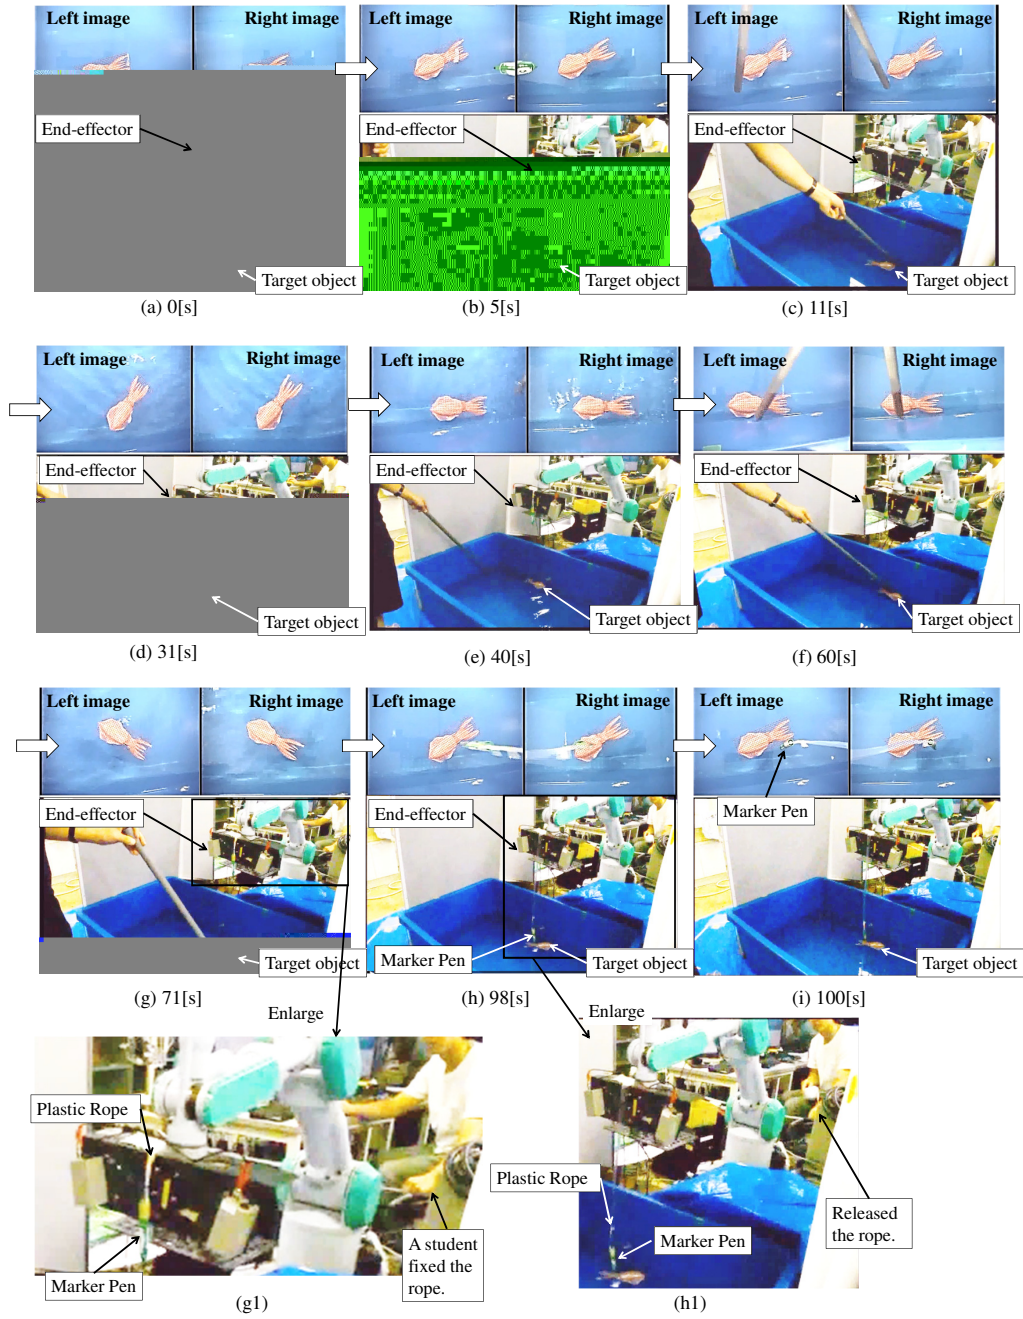 Left image Right image
Left image Right image
Left image Right image
End-effector
End-effector
End-effector
Target object
Target object
Target object
(a) 0[s]
(b) 5[s]
(c) 11[s]
Left image Right image
Left image Right image
Left image Right image
End-effector
End-effector
End-effector
Target object
Target object
Target object
(d) 31[s]
(e) 40[s]
(f) 60[s]
Left image Right image
Left image Right image
Left image Right image
Marker Pen
End-effector
End-effector
Marker Pen
Target object
Target object
Target object
(g) 71[s]
(h) 98[s]
(i) 100[s]
Enlarge
Enlarge
Plastic Rope
Marker Pen
A student
fixed the
rope.
(g1)
Plastic Rope
Marker Pen
Released
the rope.
(h1)